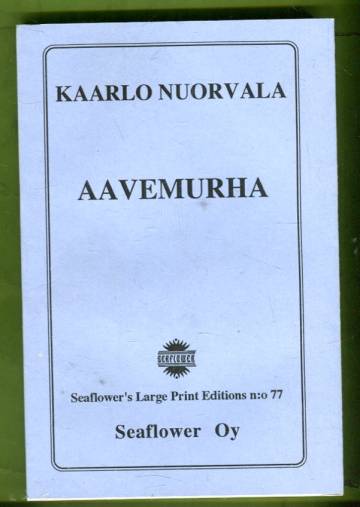 KAARLO NUORVALA
AAVEMURHA
SEAFLOWER
Seaflower's Large Print Editions n:o 77
Seaflower Oy